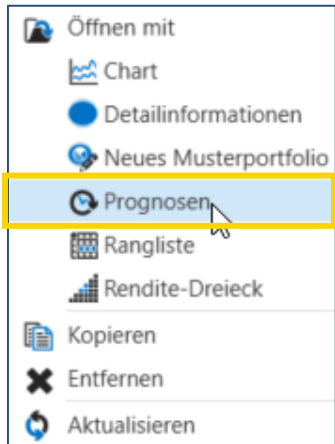 Öffnen mit
Chart
Detailinformationen
Neues Musterportfolio
Prognosen
Rangliste
Rendite-Dreieck
Kopieren
Entfernen
Aktualisieren